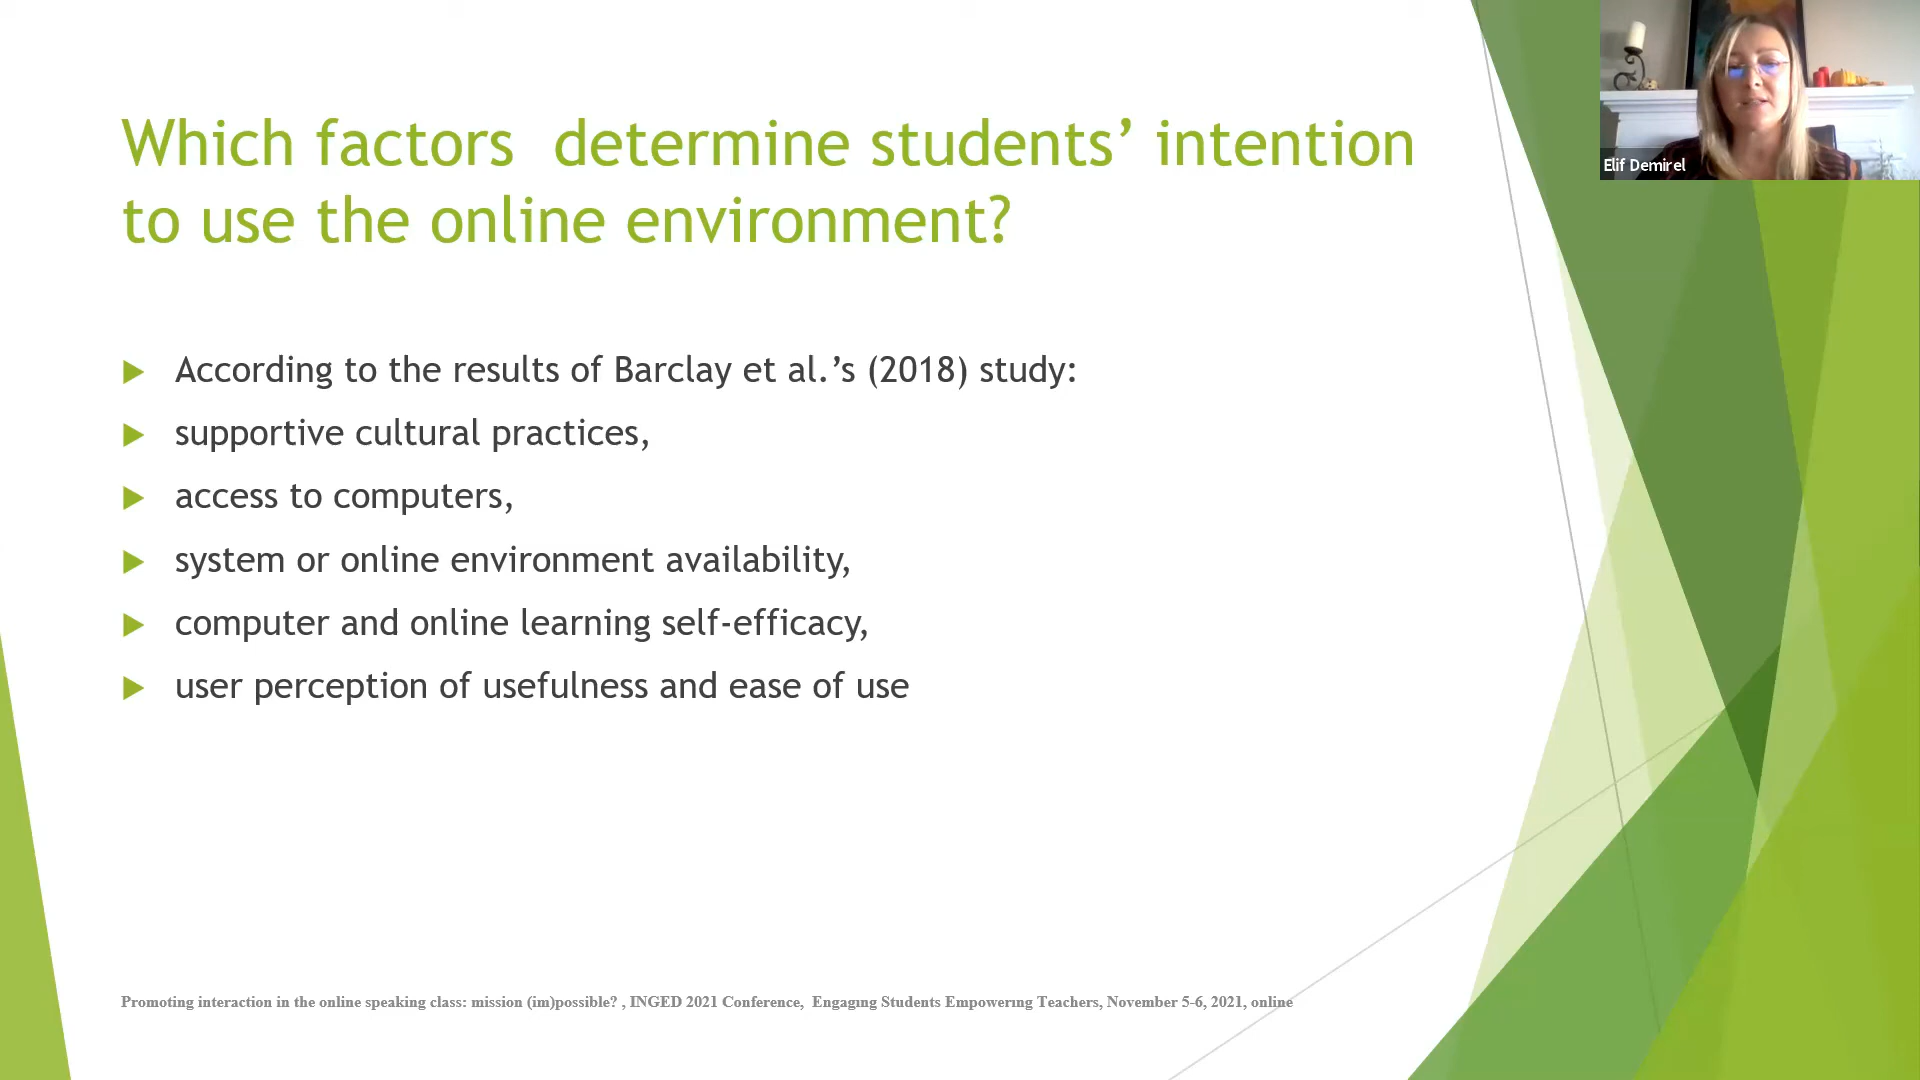 Which factors  determine students’ intention
to use the online environment?
According to the results of Barclay et al.’s (2018) study:
supportive cultural practices,
access to computers,
system or online environment availability,
computer and online learning self-efficacy,
user perception of usefulness and ease of use
Promoting interaction in the online speaking class: mission (im)possible? , INGED 2021 Conference,  Engagıng Students Empowerıng Teachers, November 5-6, 2021, online
Elif Demirel